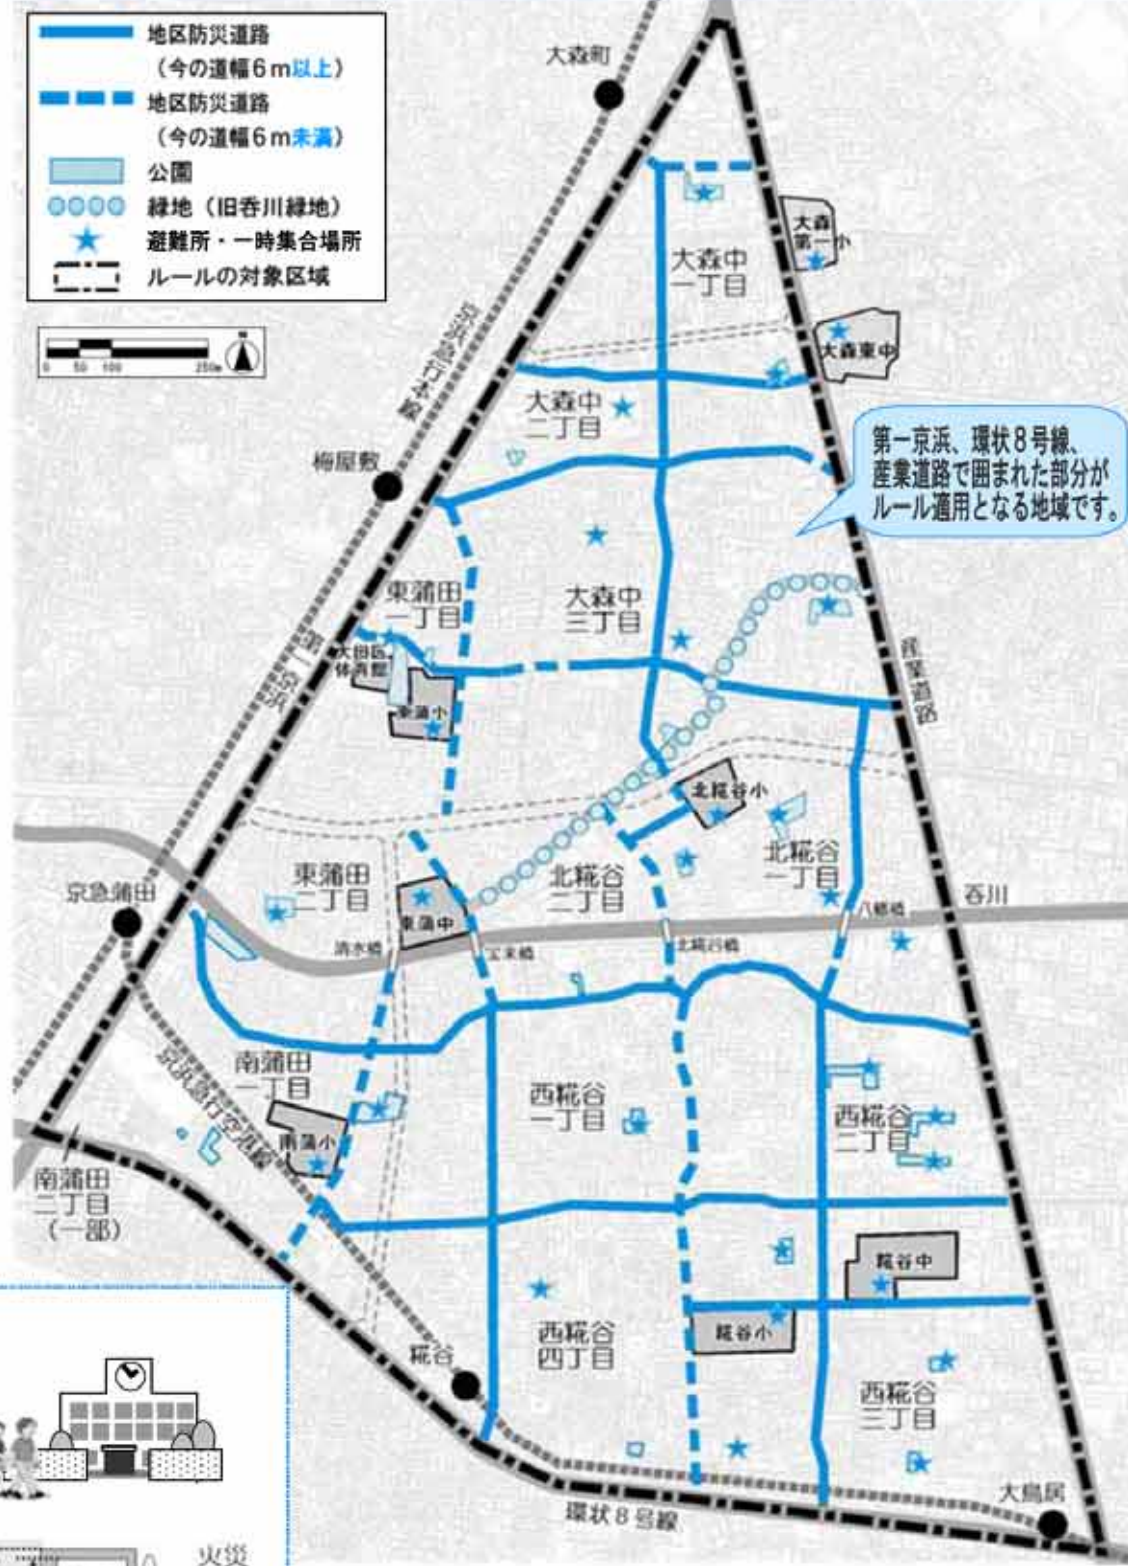 地区防災道路
（今の道幅6m以上）
地区防災道路
（今の道幅6m未満）
公園
緑地（旧呑川緑地）
避難所・一時集合場所
ルールの対象区域
0 50 100 250m
N
大森町
大森
第一小
大森中
一丁目
京浜急行本線
大森東中
大森中
二丁目
第一京浜、環状8号線、
産業道路で囲まれた部分が
ルール適用となる地域です。
梅屋敷
東蒲田
一丁目
大森中
三丁目
第一京浜
大田区
体育館
産業道路
東蒲小
北糀谷小
東蒲田
二丁目
北糀谷
二丁目
北糀谷
一丁目
京急蒲田
東蒲中
呑川
八幡橋
清水橋
北糀谷橋
南蒲田
一丁目
京浜急行空港線
西糀谷
一丁目
西糀谷
二丁目
南蒲小
南蒲田
二丁目
（一部）
糀谷中
西糀谷
四丁目
糀谷小
糀谷
西糀谷
三丁目
大鳥居
環状8号線
火災